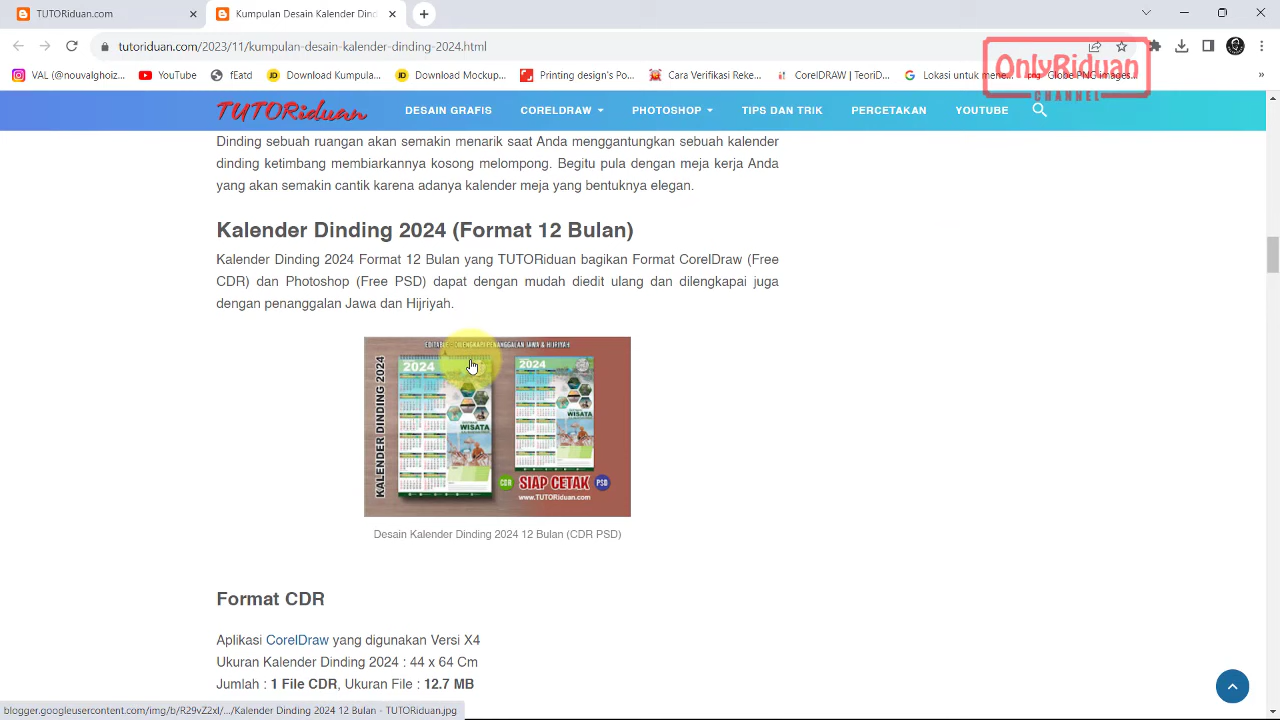 TUTORiduan.com
Kumpulan Desain Kalender Dind
tutoriduan.com/2023/11/kumpulan-desain-kalender-dinding-2024.html
VAL (@nouvalghoiz...
YouTube
fEatd
Download Kumpula...
Download Mockup...
Printing design's Po...
Cara Verifikasi Reke...
CorelDRAW | TeoriD...
Lokasi untuk mene...
Globe PNG images...
OnlyRiduan
CHANNEL
TUTORiduan
DESAIN GRAFIS
CORELDRAW
PHOTOSHOP
TIPS DAN TRIK
PERCETAKAN
YOUTUBE
Dinding sebuah ruangan akan semakin menarik saat Anda menggantungkan sebuah kalender
dinding ketimbang membiarkannya kosong melompong. Begitu pula dengan meja kerja Anda
yang akan semakin cantik karena adanya kalender meja yang bentuknya elegan.
Kalender Dinding 2024 (Format 12 Bulan)
Kalender Dinding 2024 Format 12 Bulan yang TUTORiduan bagikan Format CorelDraw (Free
CDR) dan Photoshop (Free PSD) dapat dengan mudah diedit ulang dan dilengkapai juga
dengan penanggalan Jawa dan Hijriyah.
EDITABLE - DILENGKAPI PENANGGALAN JAWA & HIJRIYAH
KALENDER DINDING 2024
2024
2024
WISATA
WISATA
CDR
SIAP CETAK
PSD
www.TUTORiduan.com
Desain Kalender Dinding 2024 12 Bulan (CDR PSD)
Format CDR
Aplikasi CorelDraw yang digunakan Versi X4
Ukuran Kalender Dinding 2024 : 44 x 64 Cm
Jumlah : 1 File CDR, Ukuran File : 12.7 MB
blogger.googleusercontent.com/img/b/R29vZ2xl/.../Kalender Dinding 2024 12 Bulan - TUTORiduan.jpg